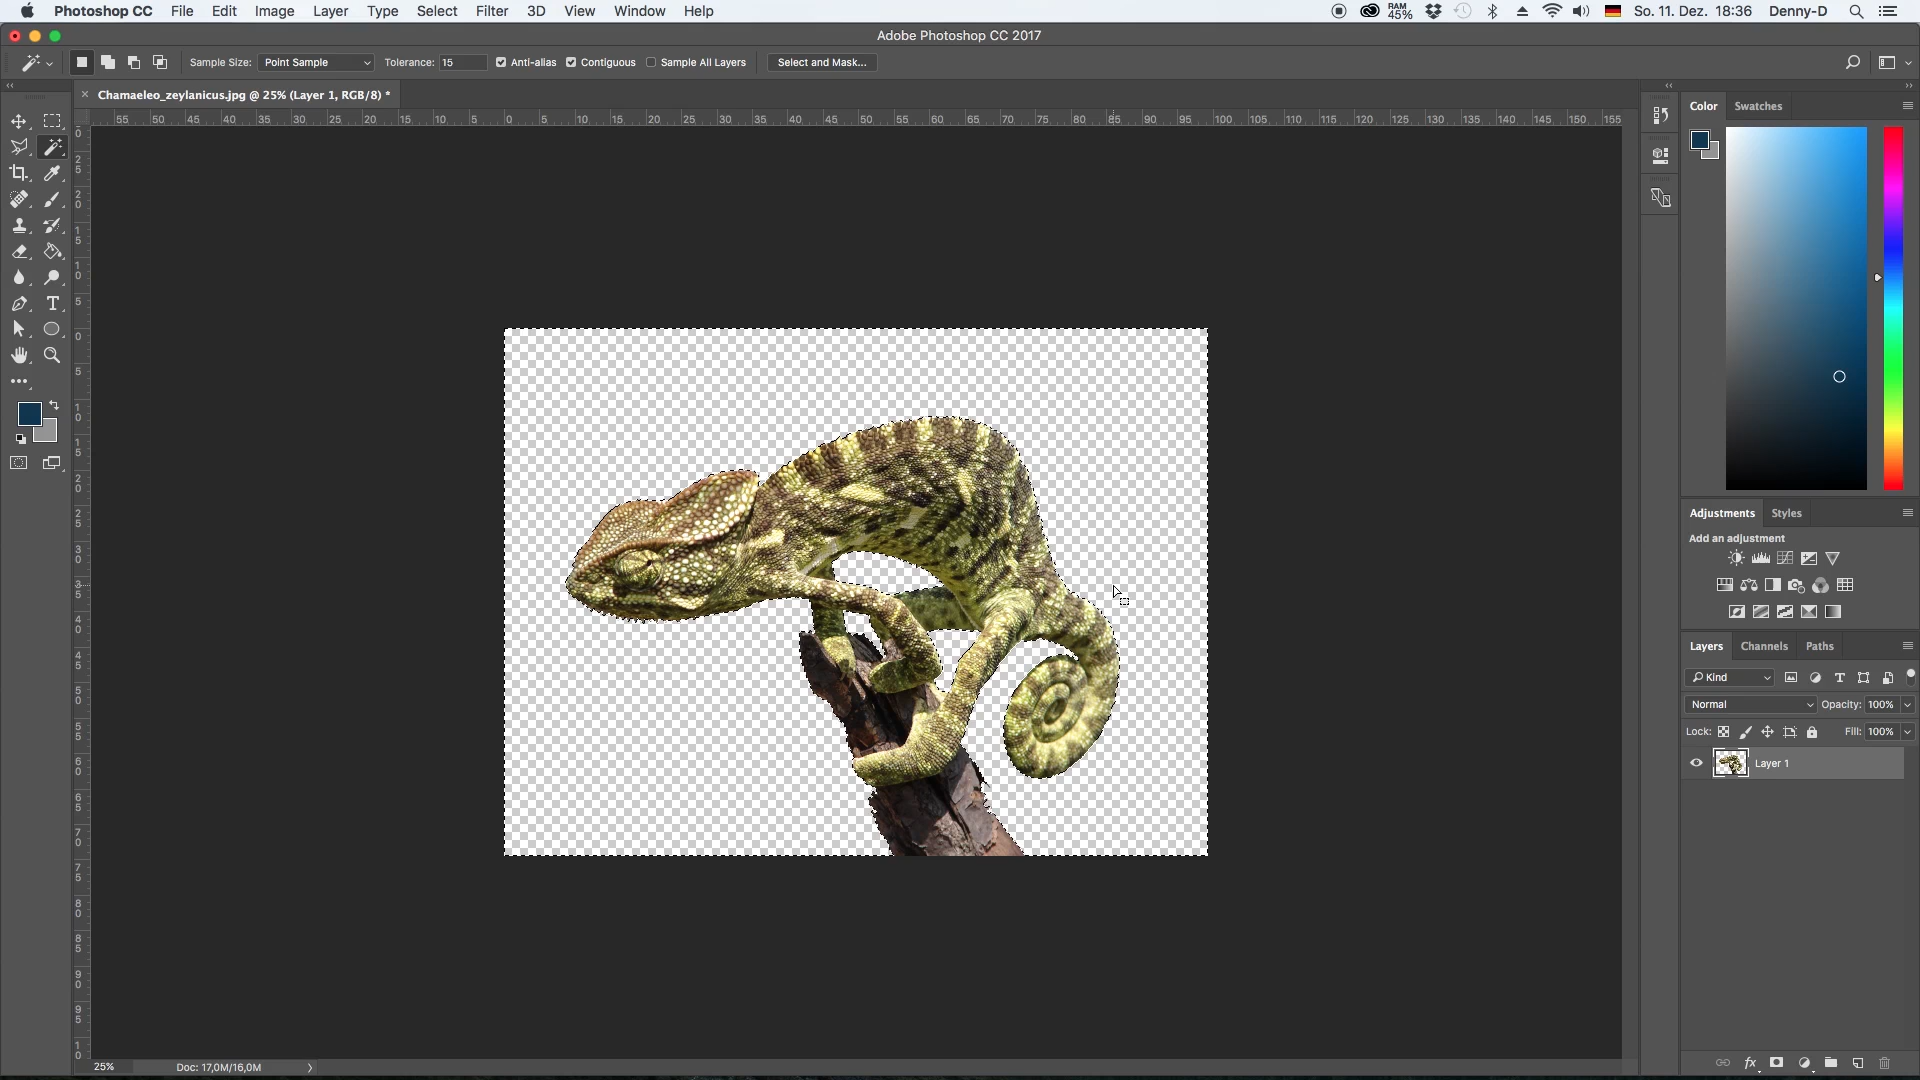 Photoshop CC File Edit Image Layer Type Select Filter 3D View Window Help RAM 45% So. 11. Dez. 18:36 Denny-D
Adobe Photoshop CC 2017
Sample Size: Point Sample Tolerance: 15 Anti-alias Contiguous Sample All Layers Select and Mask...
Chamaeleo_zeylanicus.jpg @ 25% (Layer 1, RGB/8) *
55 50 45 40 35 30 25 20 15 10 5 0 5 10 15 20 25 30 35 40 45 50 55 60 65 70 75 80 85 90 95 100 105 110 115 120 125 130 135 140 145 150 155
Color Swatches
Adjustments Styles
Add an adjustment
Layers Channels Paths
Kind
Normal Opacity: 100%
Lock: Fill: 100%
Layer 1
fx
25% Doc: 17,0M/16,0M